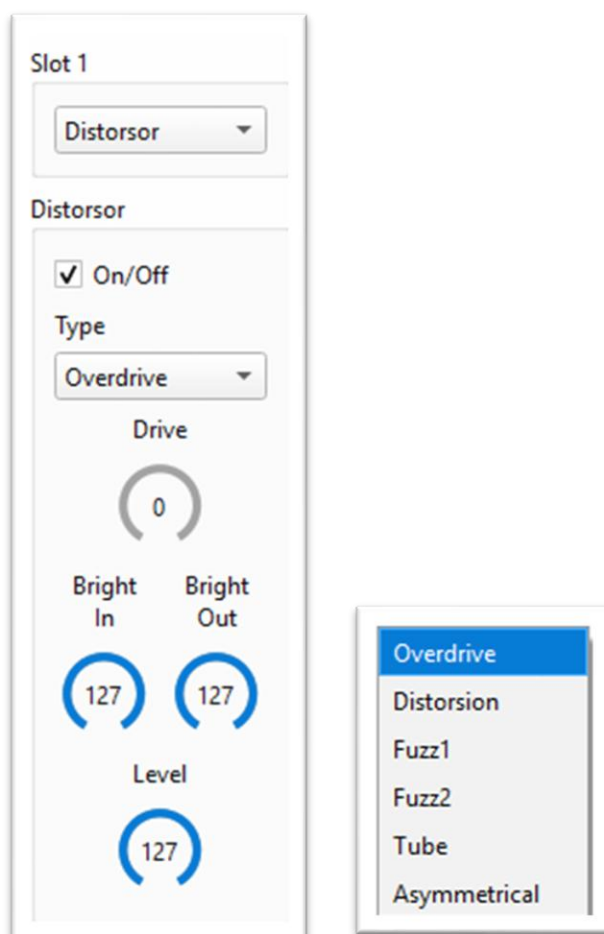 Slot 1
Distorsor
Distorsor
On/Off
Type
Overdrive
Drive
0
Bright In
Bright Out
127
127
Level
127
Overdrive
Distorsion
Fuzz1
Fuzz2
Tube
Asymmetrical